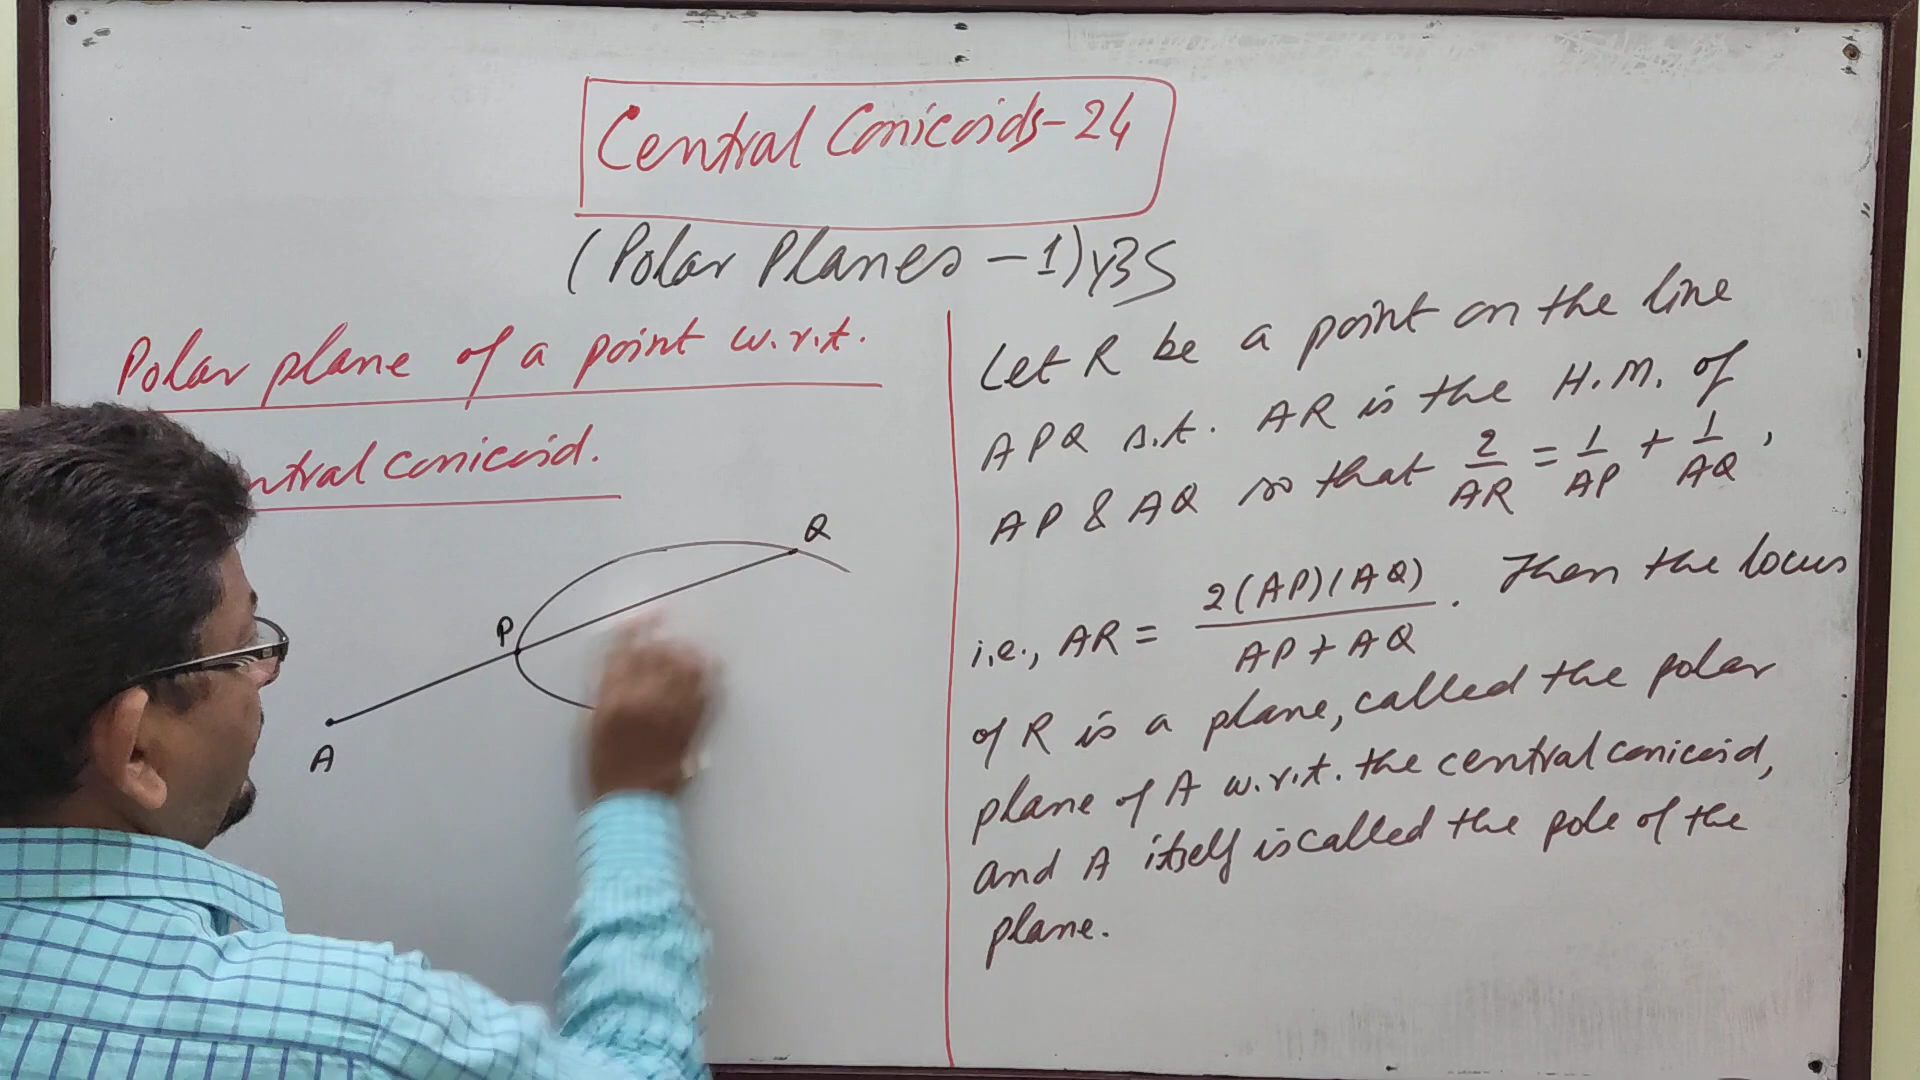 Central Conicoids-24
(Polar Planes - 1) YBS
Polar plane of a point w.r.t.
ntral conicoid.
Q
P
A
Let R be a point on the line
APQ s.t. AR is the H.M. of
AP & AQ so that 2/AR = 1/AP + 1/AQ,
i.e., AR = 2(AP)(AQ)/AP+AQ. Then the locus
of R is a plane, called the polar
plane of A w.r.t. the central conicoid,
and A itself is called the pole of the
plane.